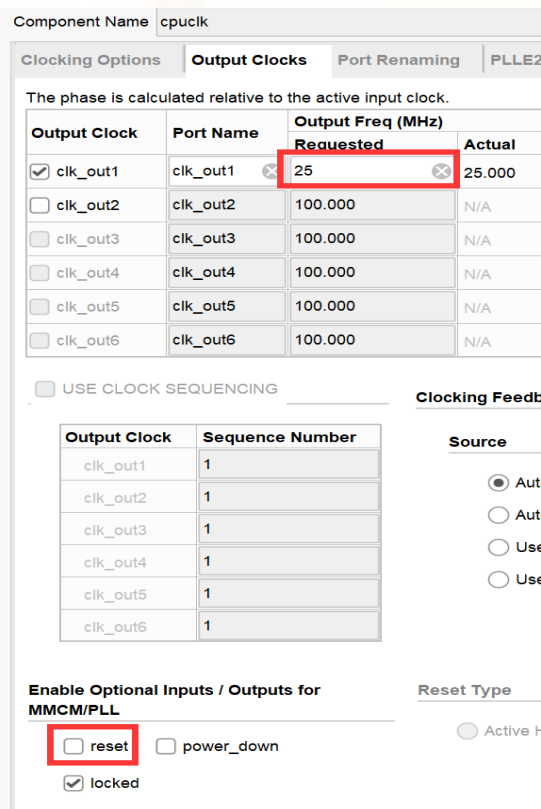 Component Name cpuclk
Clocking Options Output Clocks Port Renaming PLLE2
The phase is calculated relative to the active input clock.
Output Clock Port Name Output Freq (MHz)
Requested Actual
clk_out1 clk_out1 25 25.000
clk_out2 clk_out2 100.000 N/A
clk_out3 clk_out3 100.000 N/A
clk_out4 clk_out4 100.000 N/A
clk_out5 clk_out5 100.000 N/A
clk_out6 clk_out6 100.000 N/A
USE CLOCK SEQUENCING
Clocking Feedb
Output Clock Sequence Number
Source
clk_out1 1
Aut
clk_out2 1
Aut
clk_out3 1
Use
clk_out4 1
Use
clk_out5 1
clk_out6 1
Enable Optional Inputs / Outputs for
MMCM/PLL
Reset Type
reset power_down
Active H
locked